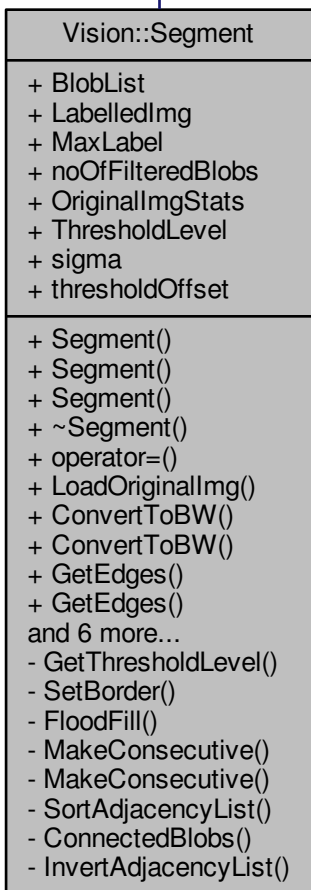 Vision::Segment
+ BlobList
+ LabelledImg
+ MaxLabel
+ noOfFilteredBlobs
+ OriginalImgStats
+ ThresholdLevel
+ sigma
+ thresholdOffset
+ Segment()
+ Segment()
+ Segment()
+ ~Segment()
+ operator=()
+ LoadOriginalImg()
+ ConvertToBW()
+ ConvertToBW()
+ GetEdges()
+ GetEdges()
and 6 more...
- GetThresholdLevel()
- SetBorder()
- FloodFill()
- MakeConsecutive()
- MakeConsecutive()
- SortAdjacencyList()
- ConnectedBlobs()
- InvertAdjacencyList()